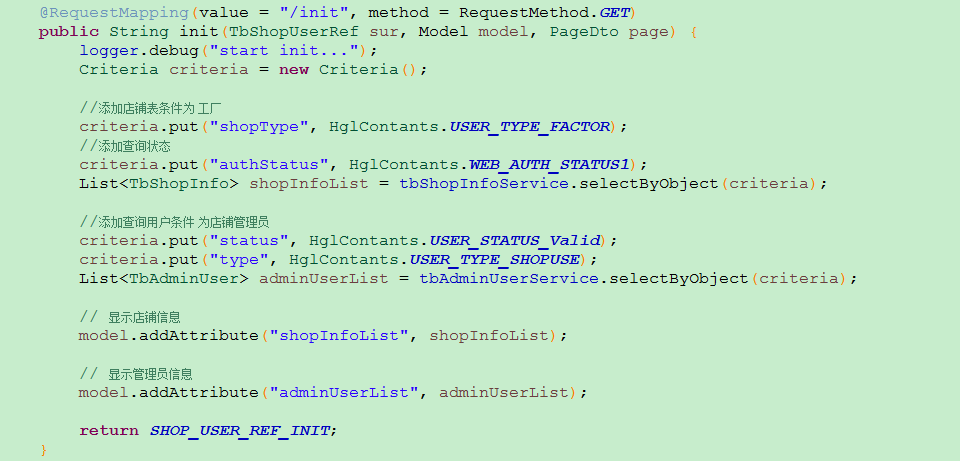 @RequestMapping(value = "/init", method = RequestMethod.GET)
public String init(TbShopUserRef sur, Model model, PageDto page) {
logger.debug("start init...");
Criteria criteria = new Criteria();
//添加店铺表条件为 工厂
criteria.put("shopType", HglContants.USER_TYPE_FACTOR);
//添加查询状态
criteria.put("authStatus", HglContants.WEB_AUTH_STATUS1);
List<TbShopInfo> shopInfoList = tbShopInfoService.selectByObject(criteria);
//添加查询用户条件 为店铺管理员
criteria.put("status", HglContants.USER_STATUS_Valid);
criteria.put("type", HglContants.USER_TYPE_SHOPUSE);
List<TbAdminUser> adminUserList = tbAdminUserService.selectByObject(criteria);
// 显示店铺信息
model.addAttribute("shopInfoList", shopInfoList);
// 显示管理员信息
model.addAttribute("adminUserList", adminUserList);
return SHOP_USER_REF_INIT;
}